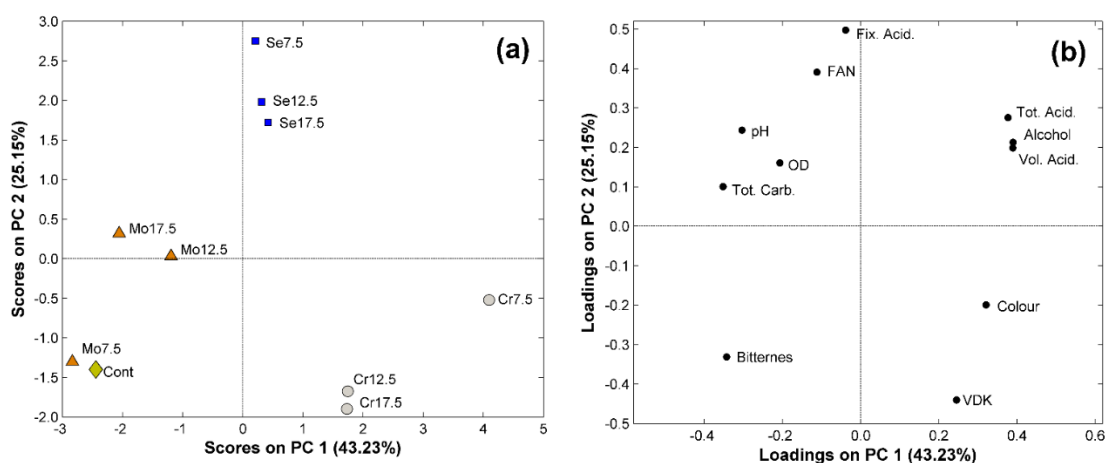 (a)
Scores on PC 2 (25.15%)
3.0
2.5
2.0
1.5
1.0
0.5
0.0
-0.5
-1.0
-1.5
-2.0
Se7.5
Se12.5
Se17.5
Mo17.5
Mo12.5
Cr7.5
Mo7.5
Cont
Cr12.5
Cr17.5
-3 -2 -1 0 1 2 3 4 5
Scores on PC 1 (43.23%)
(b)
Loadings on PC 2 (25.15%)
0.5
0.4
0.3
0.2
0.1
0.0
-0.1
-0.2
-0.3
-0.4
-0.5
Fix. Acid.
FAN
Tot. Acid.
Alcohol
Vol. Acid.
pH
OD
Tot. Carb.
Colour
Bitternes
VDK
-0.4 -0.2 0.0 0.2 0.4 0.6
Loadings on PC 1 (43.23%)